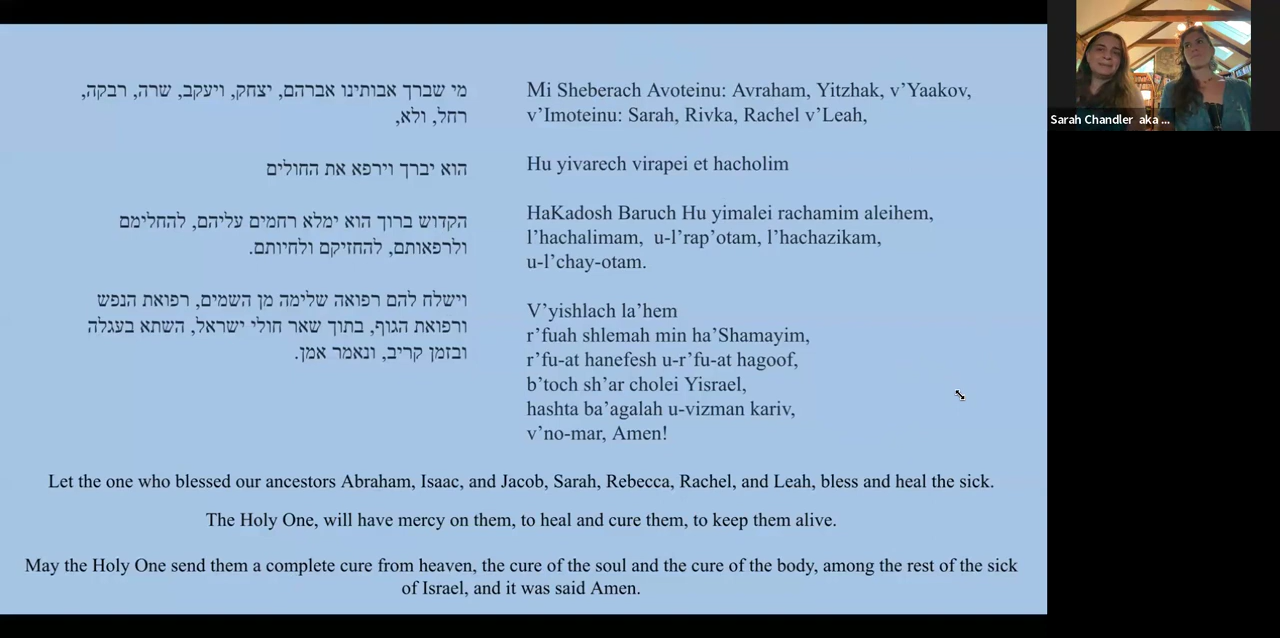 מי שברך אבותינו אברהם, יצחק, ויעקב, שרה, רבקה,
רחל, ולא,
הוא יברך וירפא את החולים
הקדוש ברוך הוא ימלא רחמים עליהם, להחלימם
ולרפאותם, להחזיקם ולחיותם.
וישלח להם רפואה שלימה מן השמים, רפואת הנפש
ורפואת הגוף, בתוך שאר חולי ישראל, השתא בעגלה
ובזמן קריב, ונאמר אמן.
Mi Sheberach Avoteinu: Avraham, Yitzhak, v’Yaakov,
v’Imoteinu: Sarah, Rivka, Rachel v’Leah,
Hu yivarech virapei et hacholim
HaKadosh Baruch Hu yimalei rachamim aleihem,
l’hachalimam, u-l’rap’otam, l’hachazikam,
u-l’chay-otam.
V’yishlach la’hem
r’fuah shlemah min ha’Shamayim,
r’fu-at hanefesh u-r’fu-at hagoof,
b’toch sh’ar cholei Yisrael,
hashta ba’agalah u-vizman kariv,
v’no-mar, Amen!
Let the one who blessed our ancestors Abraham, Isaac, and Jacob, Sarah, Rebecca, Rachel, and Leah, bless and heal the sick.
The Holy One, will have mercy on them, to heal and cure them, to keep them alive.
May the Holy One send them a complete cure from heaven, the cure of the soul and the cure of the body, among the rest of the sick
of Israel, and it was said Amen.
Sarah Chandler aka ...